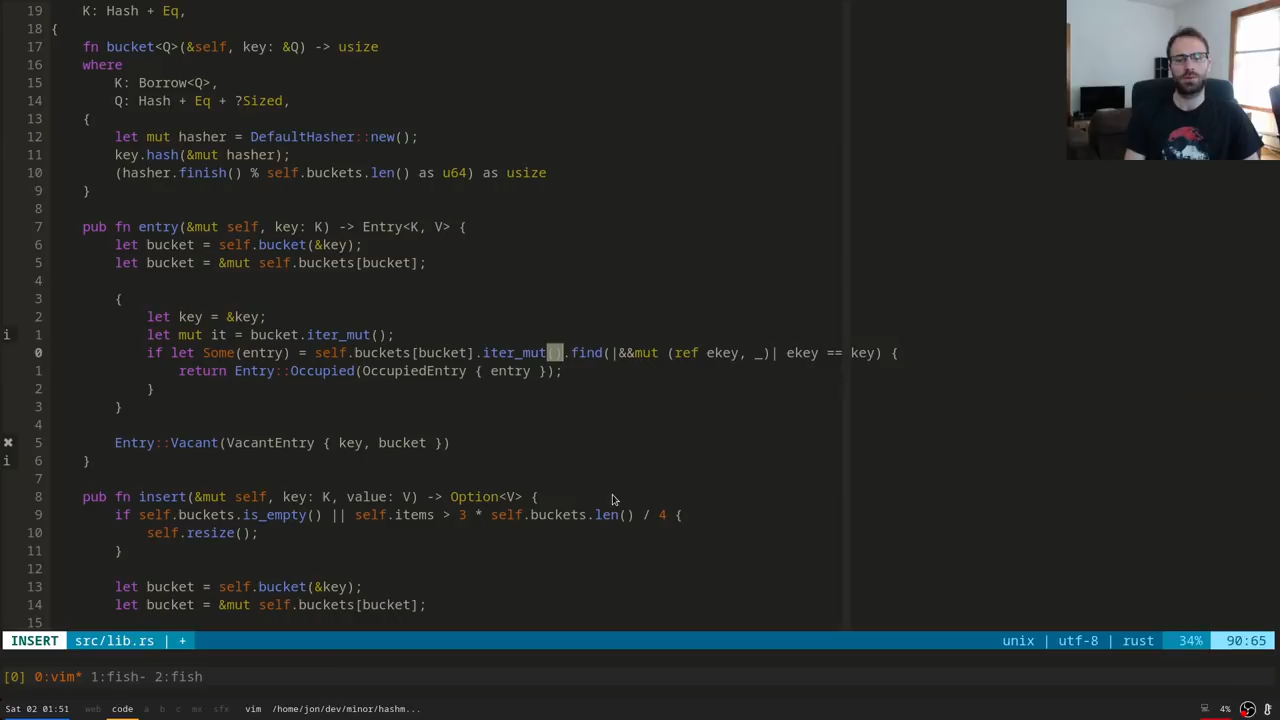 19     K: Hash + Eq,
18 {
17     fn bucket<Q>(&self, key: &Q) -> usize
16     where
15         K: Borrow<Q>,
14         Q: Hash + Eq + ?Sized,
13     {
12         let mut hasher = DefaultHasher::new();
11         key.hash(&mut hasher);
10         (hasher.finish() % self.buckets.len() as u64) as usize
9     }
8
7     pub fn entry(&mut self, key: K) -> Entry<K, V> {
6         let bucket = self.bucket(&key);
5         let bucket = &mut self.buckets[bucket];
4
3         {
2             let key = &key;
i 1             let mut it = bucket.iter_mut();
0             if let Some(entry) = self.buckets[bucket].iter_mut().find(|&&mut (ref ekey, _)| ekey == key) {
1                 return Entry::Occupied(OccupiedEntry { entry });
2             }
3         }
4
✖ 5         Entry::Vacant(VacantEntry { key, bucket })
i 6     }
7
8     pub fn insert(&mut self, key: K, value: V) -> Option<V> {
9         if self.buckets.is_empty() || self.items > 3 * self.buckets.len() / 4 {
10             self.resize();
11         }
12
13         let bucket = self.bucket(&key);
14         let bucket = &mut self.buckets[bucket];
15
INSERT src/lib.rs | + unix | utf-8 | rust 34% 90:65
[0] 0:vim* 1:fish- 2:fish
Sat 02 01:51 web code a b c ms sfx vim /home/jon/dev/minor/hashm... 4%